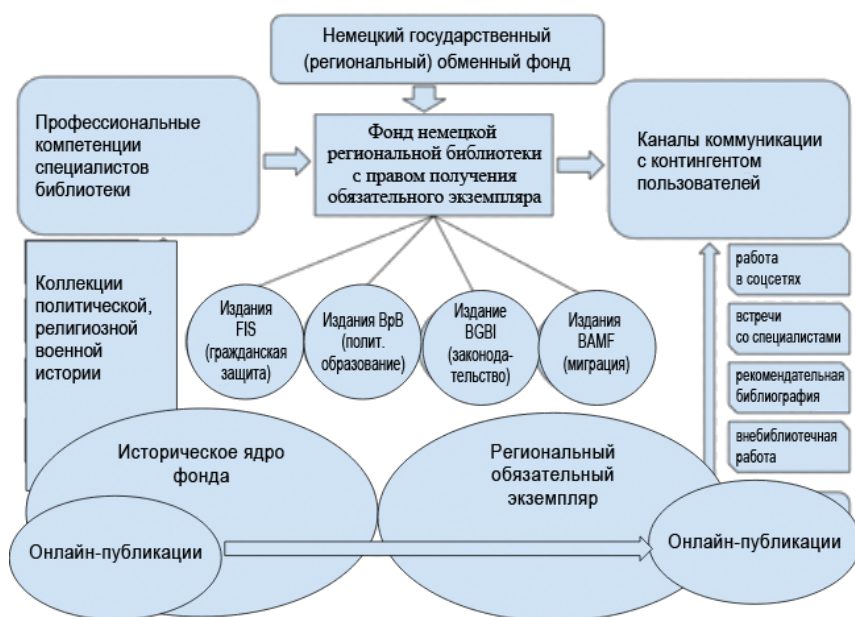 Немецкий государственный
(региональный) обменный фонд
Профессиональные
компетенции
специалистов
библиотеки
Фонд немецкой
региональной библиотеки
с правом получения
обязательного экземпляра
Каналы коммуникации
с контингентом
пользователей
Коллекции
политической,
религиозной
военной
истории
Издания
FIS
(гражданская
защита)
Издания BpB
(полит.
образование)
Издание
BGBI
(законода-
тельство)
Издания
BAMF
(миграция)
работа
в соцсетях
встречи
со специалистами
рекомендательная
библиография
внебиблиотечная
работа
Историческое ядро
фонда
Региональный
обязательный
экземпляр
Онлайн-публикации
Онлайн-публикации